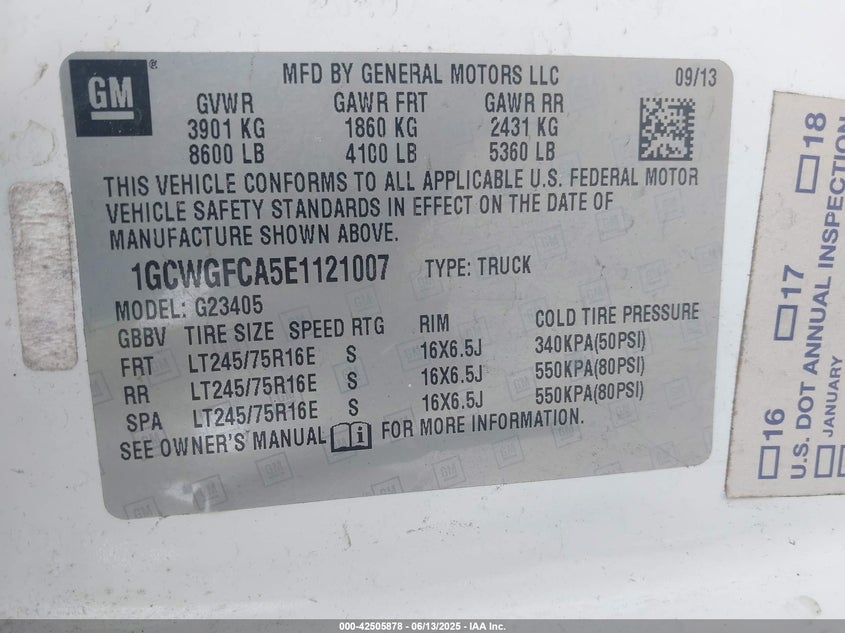 GM ®
MFD BY GENERAL MOTORS LLC 09/13
GVWR GAWR FRT GAWR RR
3901 KG 1860 KG 2431 KG
8600 LB 4100 LB 5360 LB
THIS VEHICLE CONFORMS TO ALL APPLICABLE U.S. FEDERAL MOTOR
VEHICLE SAFETY STANDARDS IN EFFECT ON THE DATE OF
MANUFACTURE SHOWN ABOVE.
1GCWGFCA5E1121007 TYPE: TRUCK
MODEL: G23405
GBBV TIRE SIZE SPEED RTG RIM COLD TIRE PRESSURE
FRT LT245/75R16E S 16X6.5J 340KPA(50PSI)
RR LT245/75R16E S 16X6.5J 550KPA(80PSI)
SPA LT245/75R16E S 16X6.5J 550KPA(80PSI)
SEE OWNER'S MANUAL i FOR MORE INFORMATION.
16 17 18
U.S. DOT ANNUAL INSPECTION
JANUARY
000-42505878 - 06/13/2025 - IAA Inc.